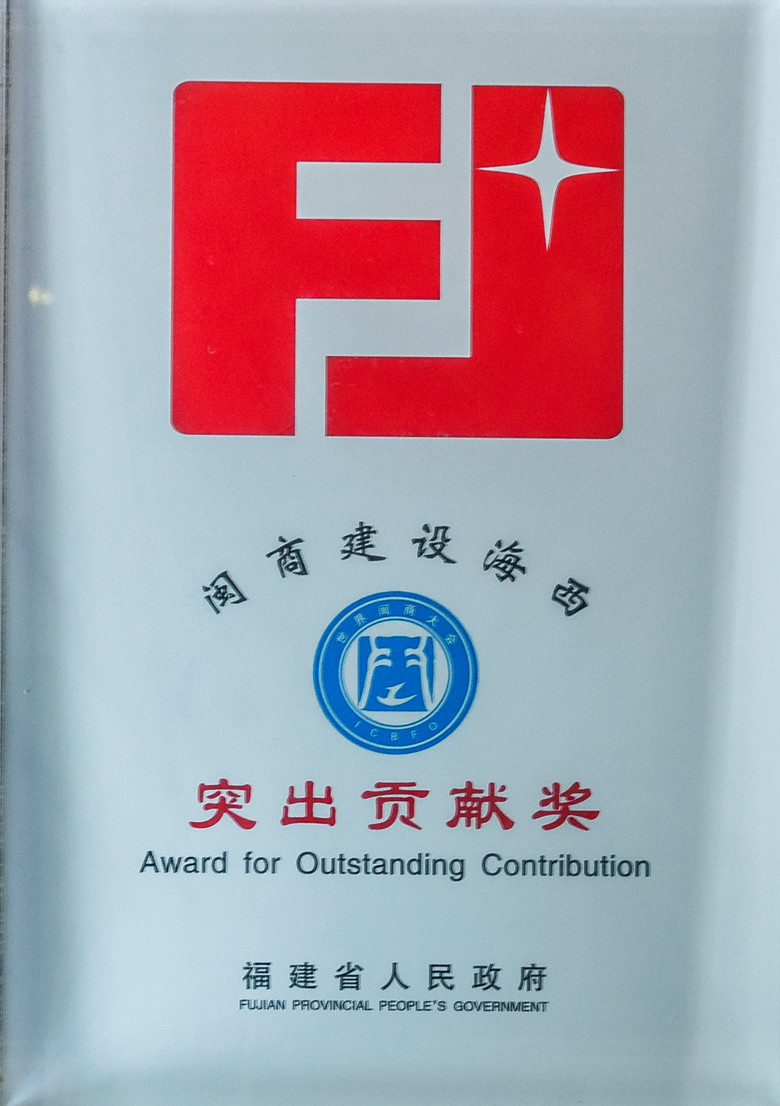 FJ
闽商建设海西
世界闽商大会
ICBFO
突出贡献奖
Award for Outstanding Contribution
福建省人民政府
FUJIAN PROVINCIAL PEOPLE'S GOVERNMENT